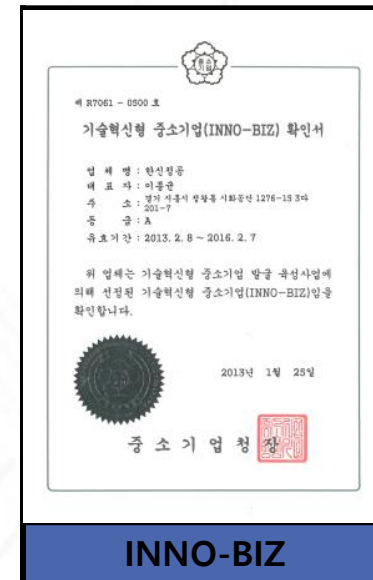 제 R7061 - 0500 호
기술혁신형 중소기업(INNO-BIZ) 확인서
업 체 명 : 한신정공
대 표 자 : 이풍균
주 소 : 경기 시흥시 정왕동 시화공단 1276-15 3다
201-7
등 급 : A
유효기간 : 2013. 2. 8 ~ 2016. 2. 7
위 업체는 기술혁신형 중소기업 발굴 육성사업에
의해 선정된 기술혁신형 중소기업(INNO-BIZ)임을
확인합니다.
2013년 1월 25일
중 소 기 업 청 장
INNO-BIZ